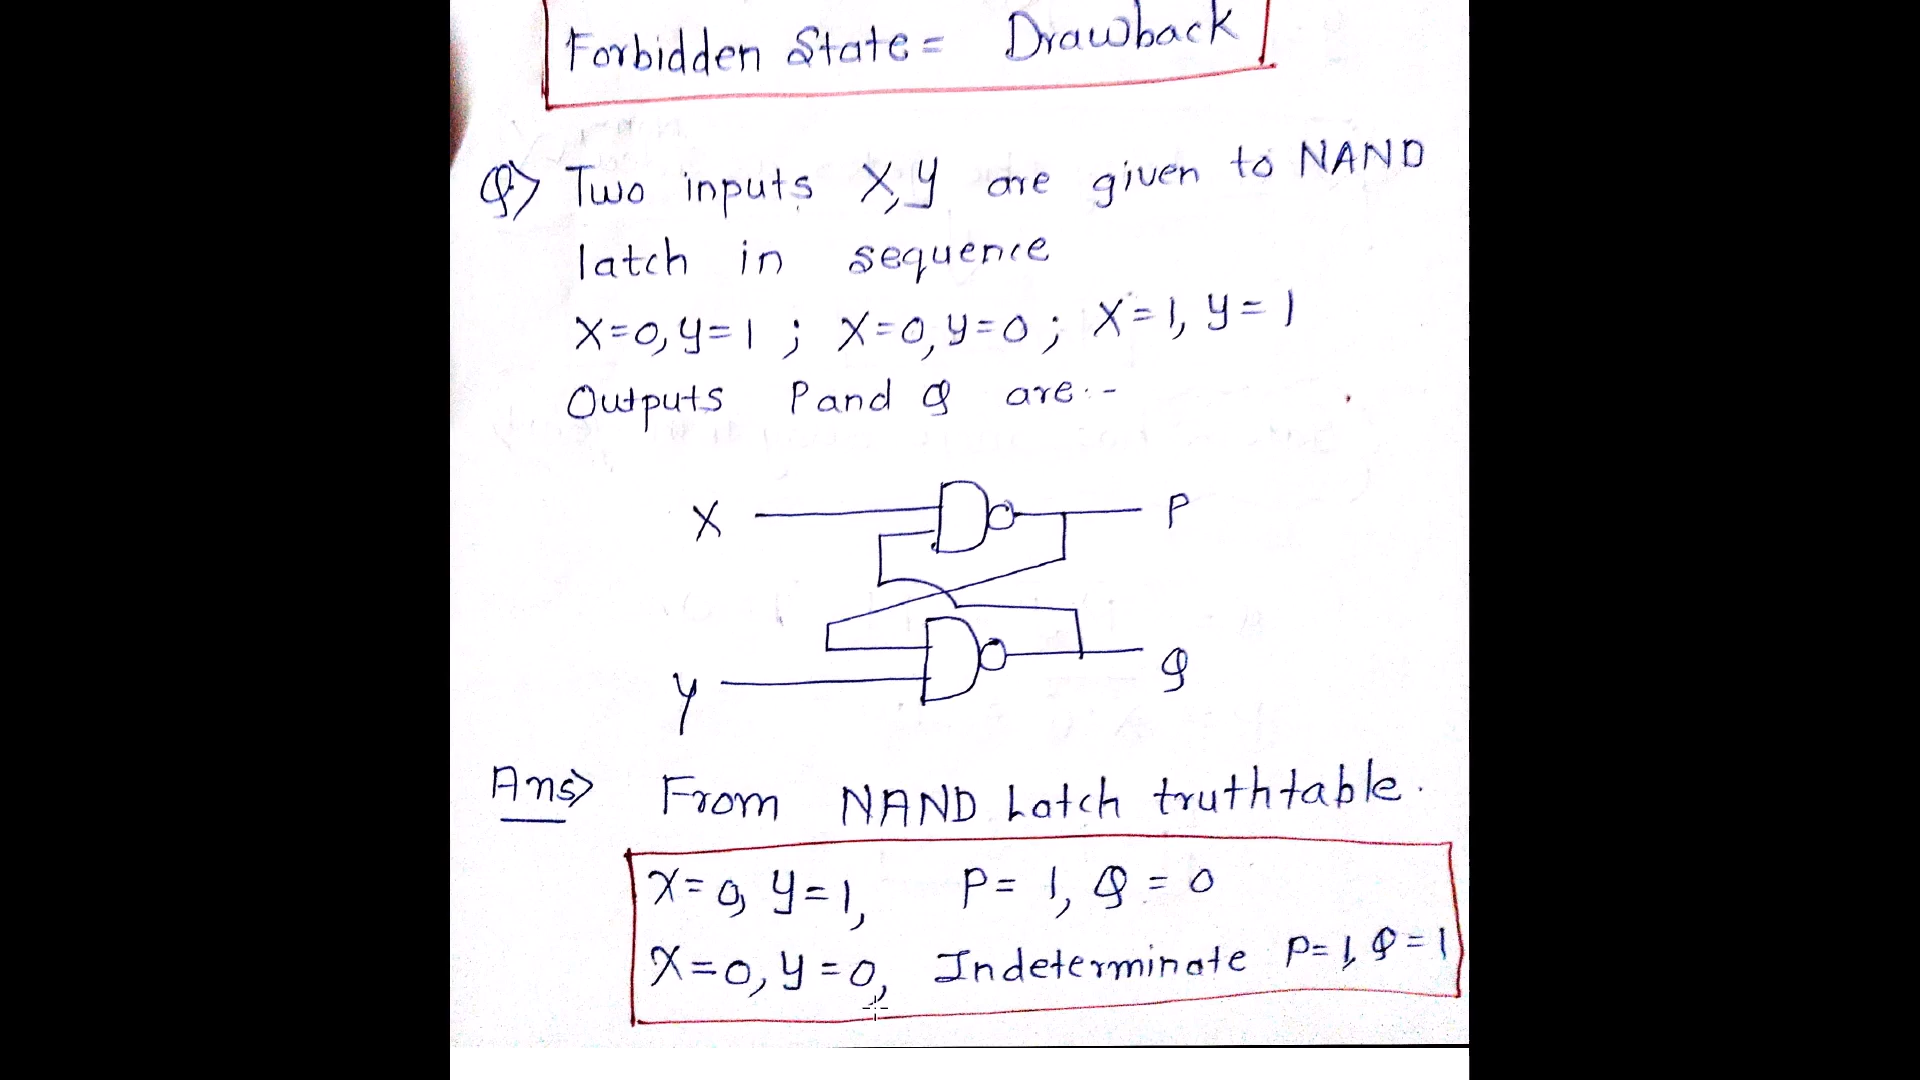 Forbidden State = Drawback
Q> Two inputs X, Y are given to NAND
latch in sequence
X=0, Y=1 ; X=0, Y=0 ; X=1, Y=1
Outputs P and Q are:-
X
P
Y
Q
Ans> From NAND Latch truthtable.
X=0, Y=1, P= 1, Q = 0
X=0, Y=0, Indeterminate P=1, Q=1